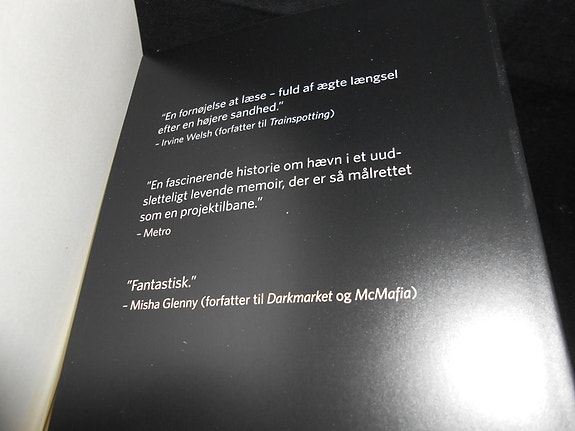 "En fornøjelse at læse – fuld af ægte længsel
efter en højere sandhed."
– Irvine Welsh (forfatter til Trainspotting)
"En fascinerende historie om hævn i et uud-
sletteligt levende memoir, der er så målrettet
som en projektilbane."
– Metro
"Fantastisk."
– Misha Glenny (forfatter til Darkmarket og McMafia)